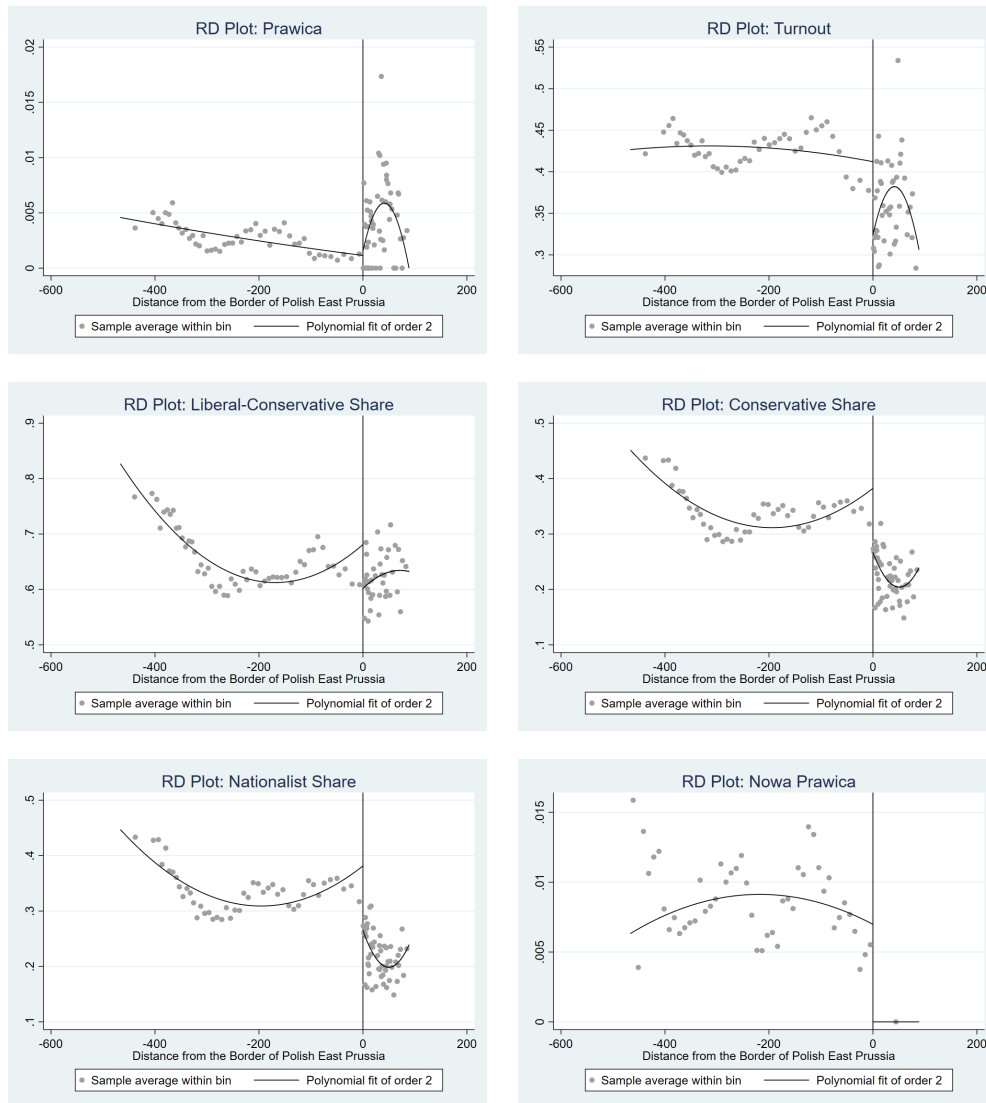 RD Plot: Prawica
.02
.015
.01
.005
0
-600
-400
-200
0
200
Distance from the Border of Polish East Prussia
Sample average within bin
Polynomial fit of order 2
RD Plot: Turnout
.55
.5
.45
.4
.35
.3
-600
-400
-200
0
200
Distance from the Border of Polish East Prussia
Sample average within bin
Polynomial fit of order 2
RD Plot: Liberal-Conservative Share
.9
.8
.7
.6
.5
-600
-400
-200
0
200
Distance from the Border of Polish East Prussia
Sample average within bin
Polynomial fit of order 2
RD Plot: Conservative Share
.5
.4
.3
.2
.1
-600
-400
-200
0
200
Distance from the Border of Polish East Prussia
Sample average within bin
Polynomial fit of order 2
RD Plot: Nationalist Share
.5
.4
.3
.2
.1
-600
-400
-200
0
200
Distance from the Border of Polish East Prussia
Sample average within bin
Polynomial fit of order 2
RD Plot: Nowa Prawica
.015
.01
.005
0
-600
-400
-200
0
200
Distance from the Border of Polish East Prussia
Sample average within bin
Polynomial fit of order 2